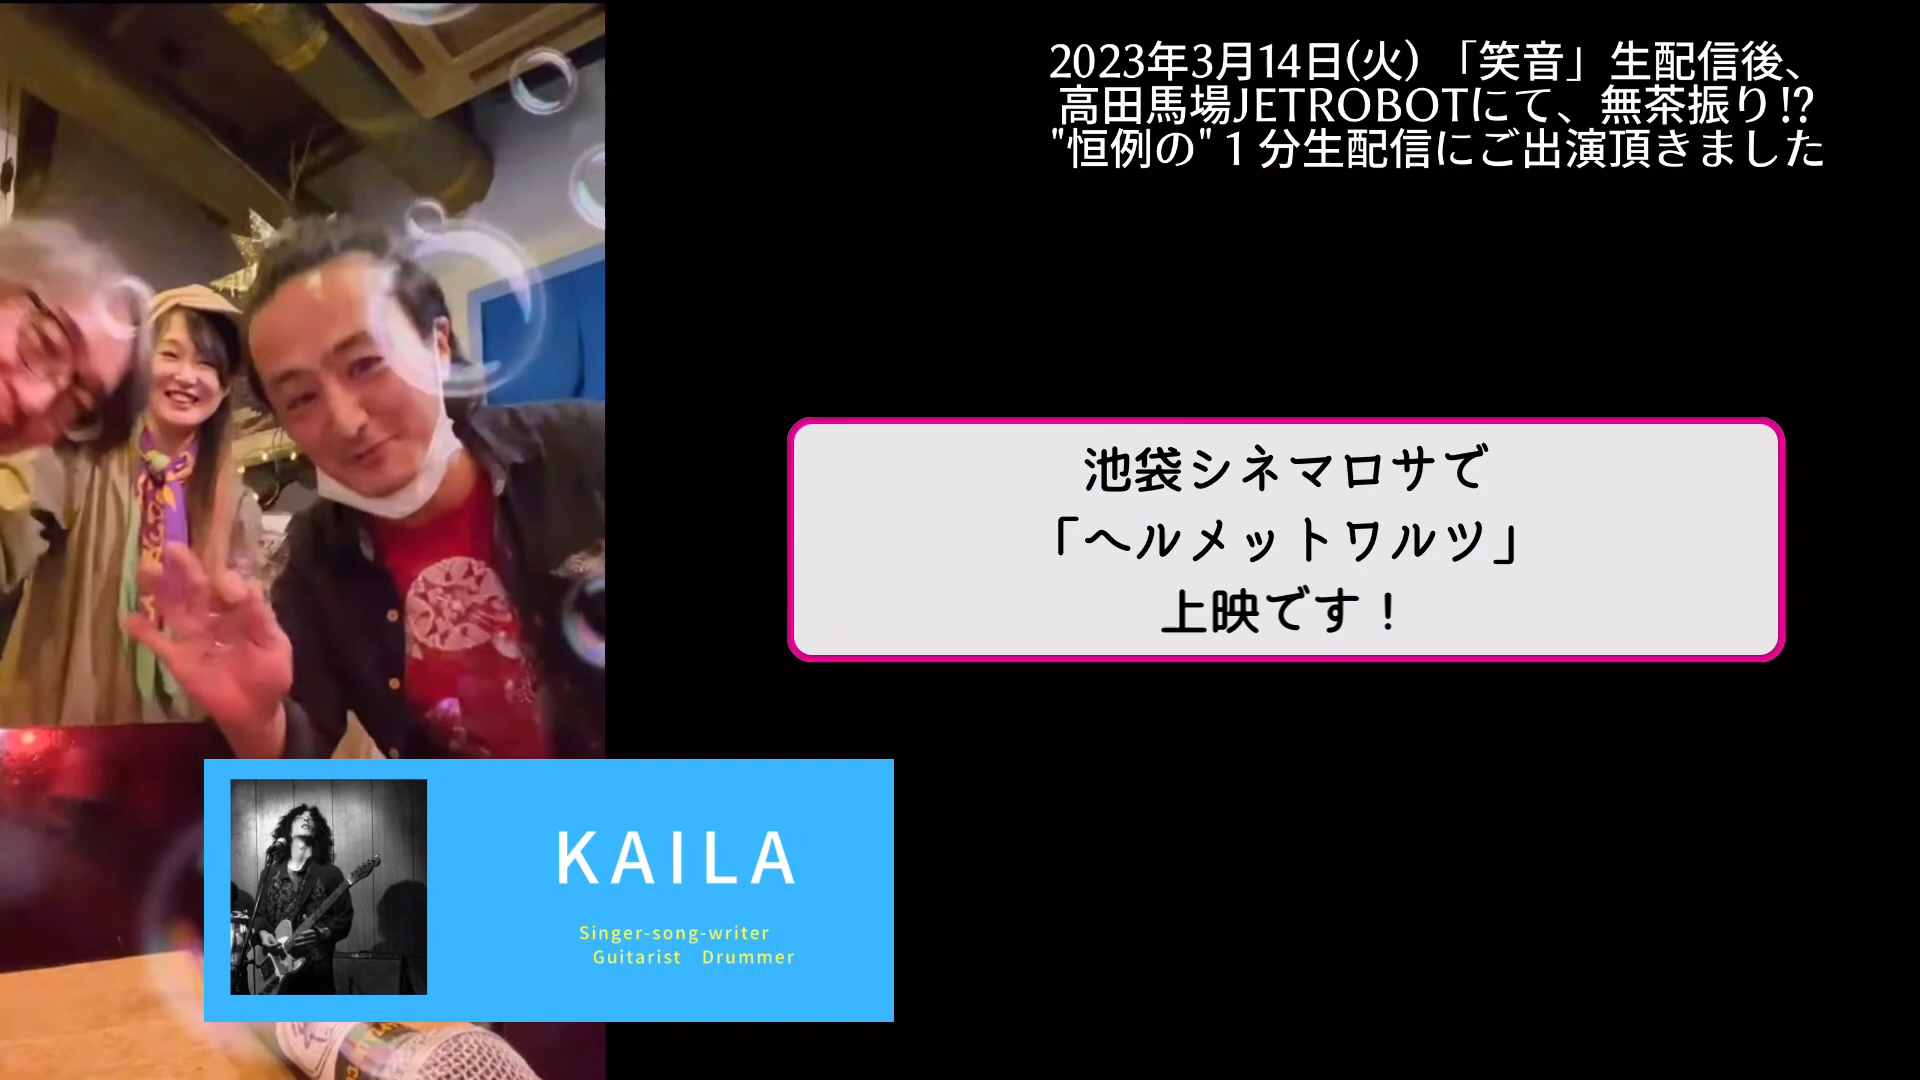 2023年3月14日(火)「笑音」生配信後、
高田馬場JETROBOTにて、無茶振り!?
"恒例の"１分生配信にご出演頂きました
池袋シネマロサで
「ヘルメットワルツ」
上映です！
KAILA
Singer-song-writer
Guitarist Drummer